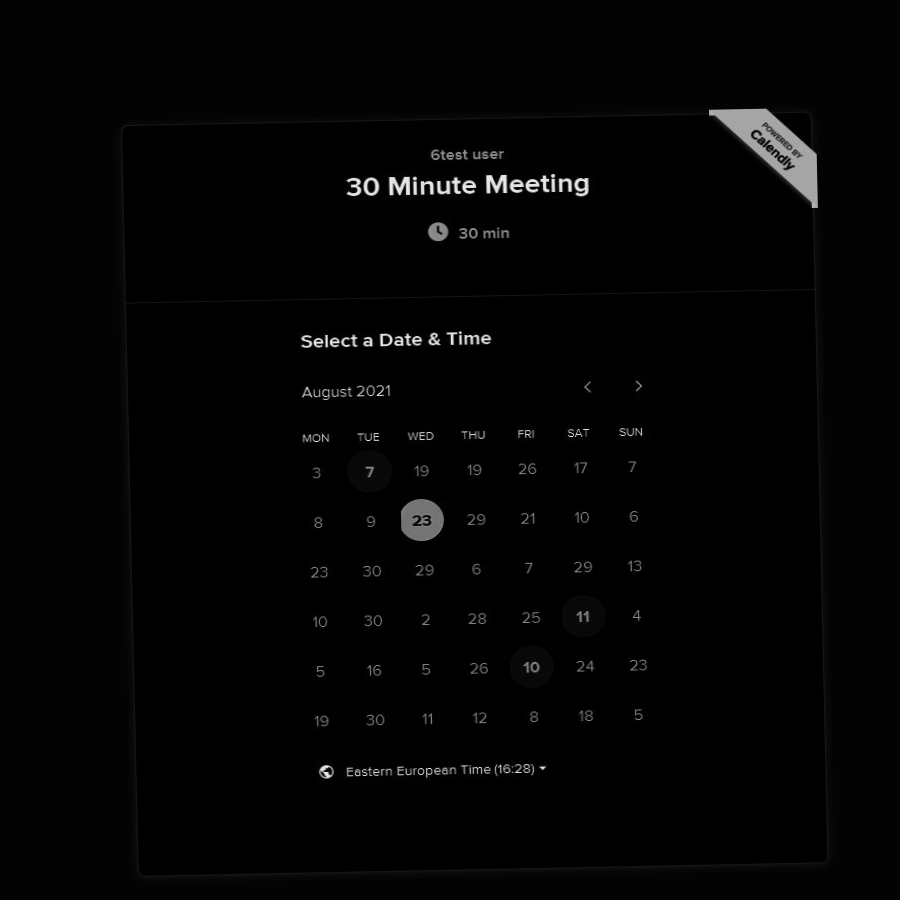 POWERED BY
Calendly
6test user
30 Minute Meeting
30 min
Select a Date & Time
August 2021
MON TUE WED THU FRI SAT SUN
3 7 19 19 26 17 7
8 9 23 29 21 10 6
23 30 29 6 7 29 13
10 30 2 28 25 11 4
5 16 5 26 10 24 23
19 30 11 12 8 18 5
Eastern European Time (16:28)